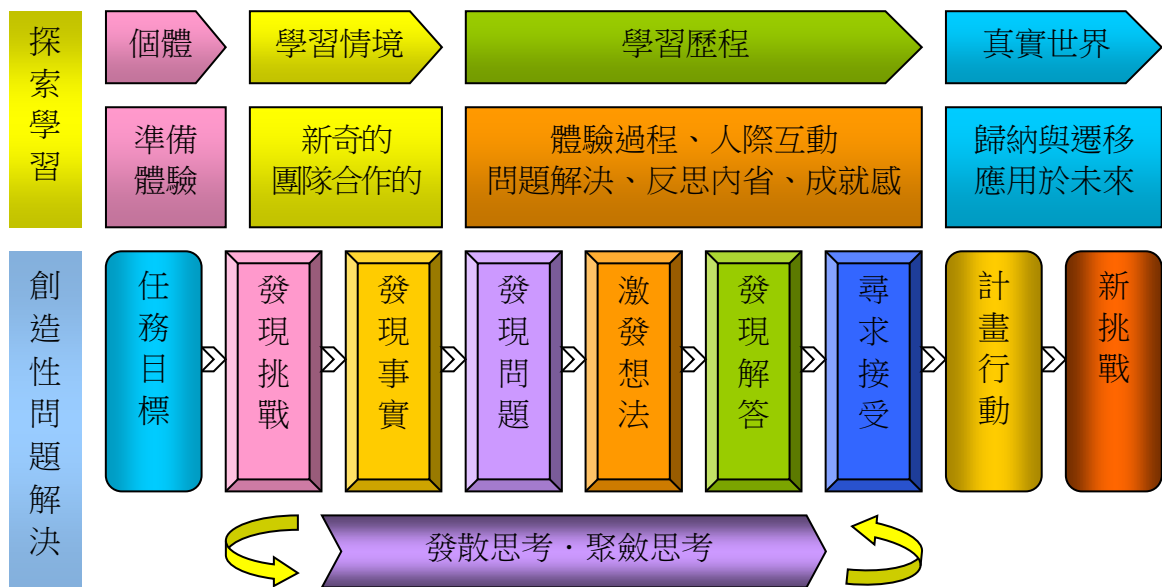 探索學習
個體
學習情境
學習歷程
真實世界
準備
體驗
新奇的
團隊合作的
體驗過程、人際互動
問題解決、反思內省、成就感
歸納與遷移
應用於未來
創造性問題解決
任務目標
發現挑戰
發現事實
發現問題
激發想法
發現解答
尋求接受
計畫行動
新挑戰
發散思考．聚斂思考